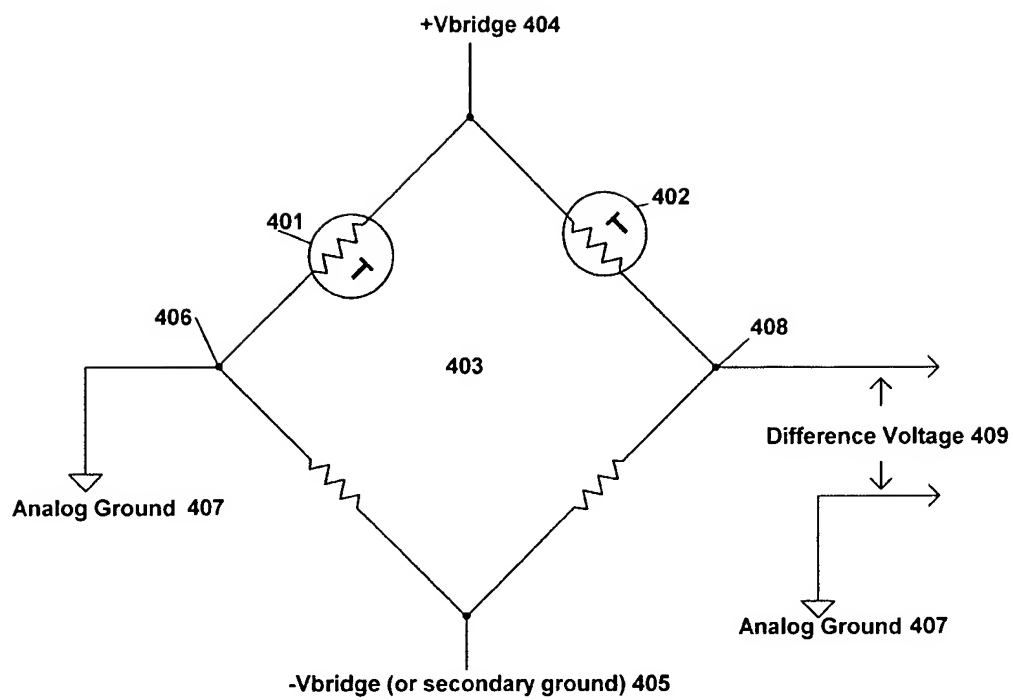 +Vbridge 404
401
T
402
T
406
403
408
Difference Voltage 409
Analog Ground 407
Analog Ground 407
-Vbridge (or secondary ground) 405